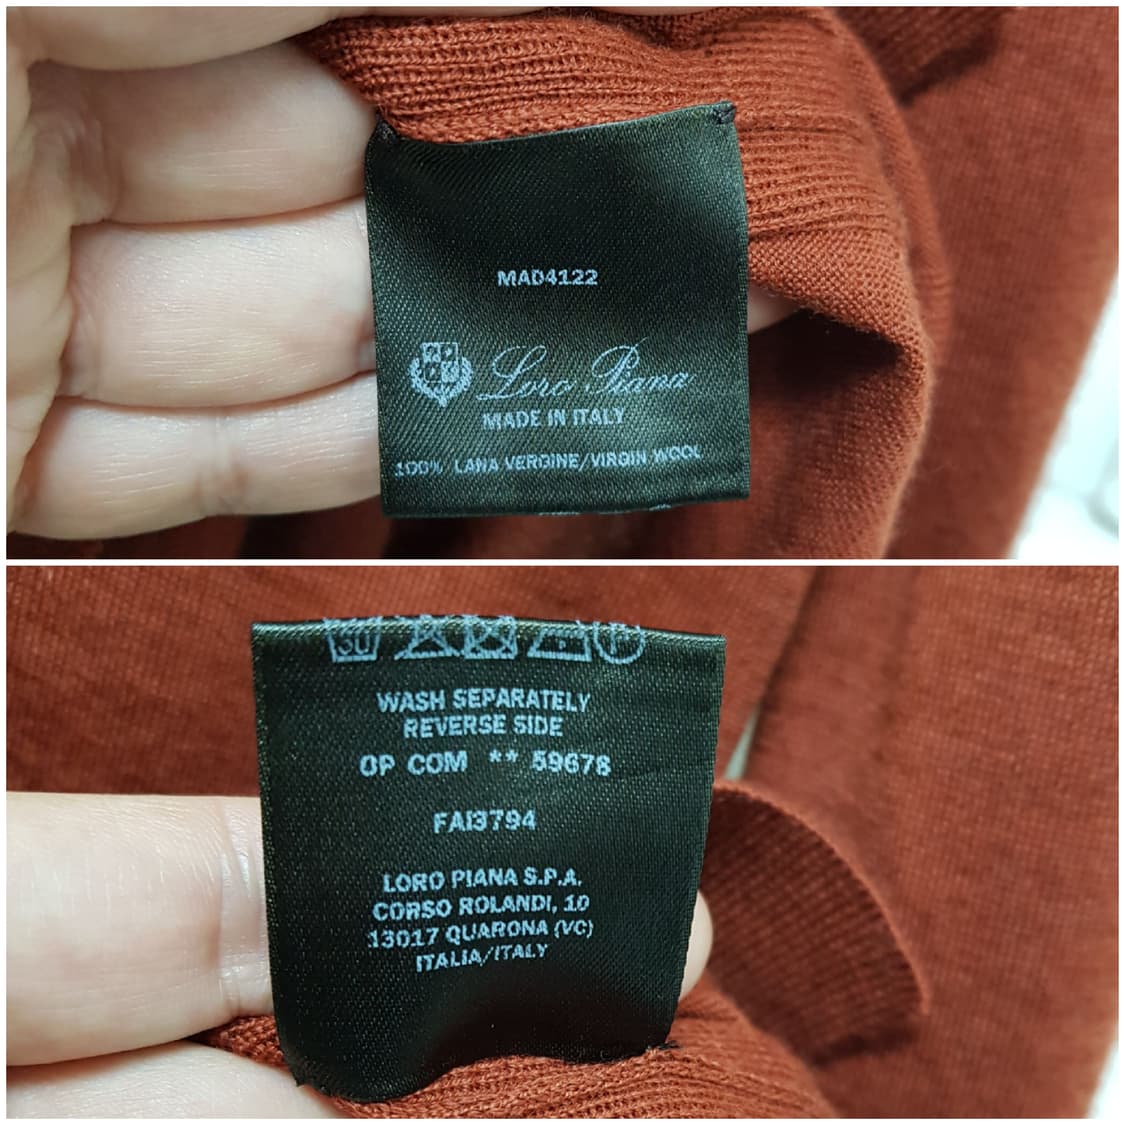 MAD4122
Loro Piana
MADE IN ITALY
100% LANA VERGINE/VIRGIN WOOL
30
WASH SEPARATELY
REVERSE SIDE
OP COM ** 59678
FAI3794
LORO PIANA S.P.A.
CORSO ROLANDI, 10
13017 QUARONA (VC)
ITALIA/ITALY